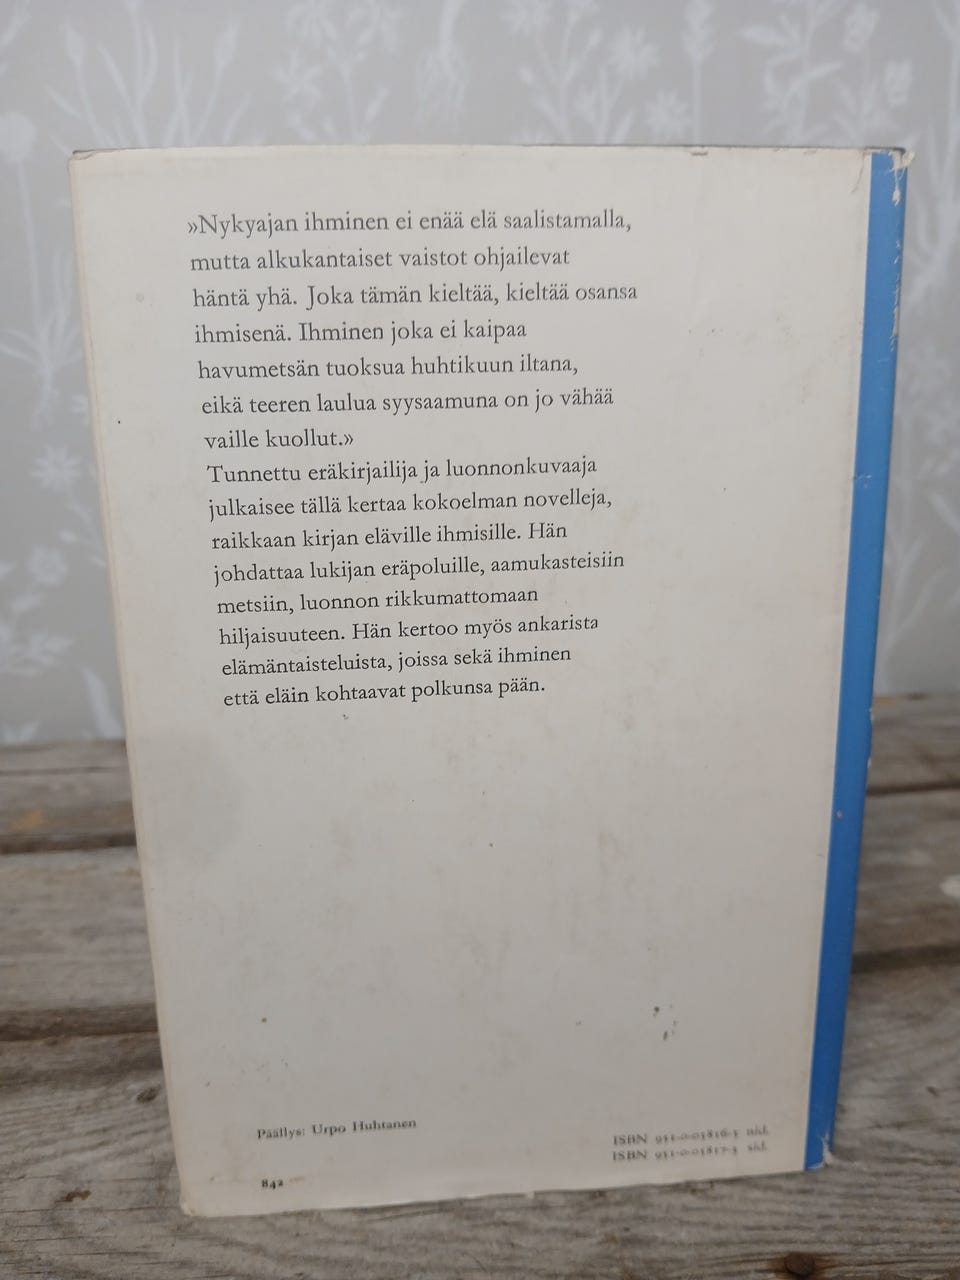 »Nykyajan ihminen ei enää elä saalistamalla,
mutta alkukantaiset vaistot ohjailevat
häntä yhä. Joka tämän kieltää, kieltää osansa
ihmisenä. Ihminen joka ei kaipaa
havumetsän tuoksua huhtikuun iltana,
eikä teeren laulua syysaamuna on jo vähää
vaille kuollut.»
Tunnettu eräkirjailija ja luonnonkuvaaja
julkaisee tällä kertaa kokoelman novelleja,
raikkaan kirjan eläville ihmisille. Hän
johdattaa lukijan eräpoluille, aamukasteisiin
metsiin, luonnon rikkumattomaan
hiljaisuuteen. Hän kertoo myös ankarista
elämäntaisteluista, joissa sekä ihminen
että eläin kohtaavat polkunsa pään.
Päällys: Urpo Huhtanen
ISBN nid.
ISBN sid.
842